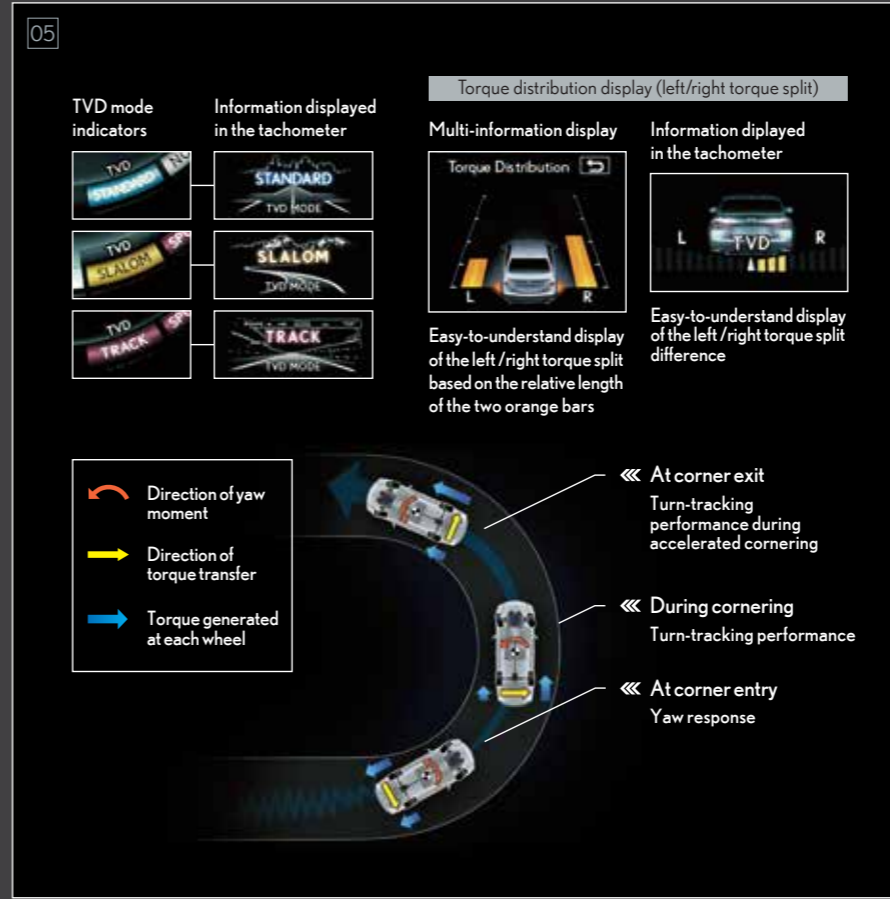 05
TVD mode
indicators
Information displayed
in the tachometer
TVD
STANDARD
STANDARD
TVD MODE
TVD
SLALOM
SLALOM
TVD MODE
TVD
TRACK
TRACK
TVD MODE
Torque distribution display (left/right torque split)
Multi-information display
Torque Distribution
L R
Easy-to-understand display
of the left /right torque split
based on the relative length
of the two orange bars
Information diplayed
in the tachometer
L TVD R
Easy-to-understand display
of the left /right torque split
difference
Direction of yaw
moment
Direction of
torque transfer
Torque generated
at each wheel
At corner exit
Turn-tracking
performance during
accelerated cornering
During cornering
Turn-tracking performance
At corner entry
Yaw response